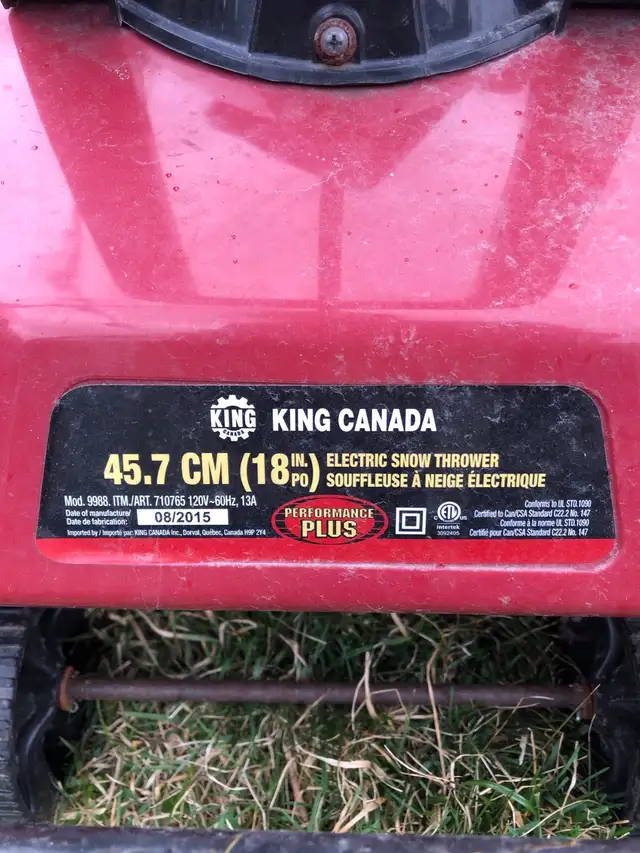 KING
CANADA
KING CANADA
45.7 CM (18 IN. PO)
ELECTRIC SNOW THROWER
SOUFFLEUSE À NEIGE ÉLECTRIQUE
Mod. 9988. ITM./ART. 710765 120V~60Hz, 13A
Date of manufacture/
Date de fabrication:
08/2015
Imported by / Importé par: KING CANADA Inc., Dorval, Québec, Canada H9P 2Y4
PERFORMANCE
PLUS
ETL
Intertek
3092495
Conforms to UL STD.1090
Certified to Can/CSA Standard C22.2 No. 147
Conforme à la norme UL STD.1090
Certifié pour Can/CSA Standard C22.2 No. 147